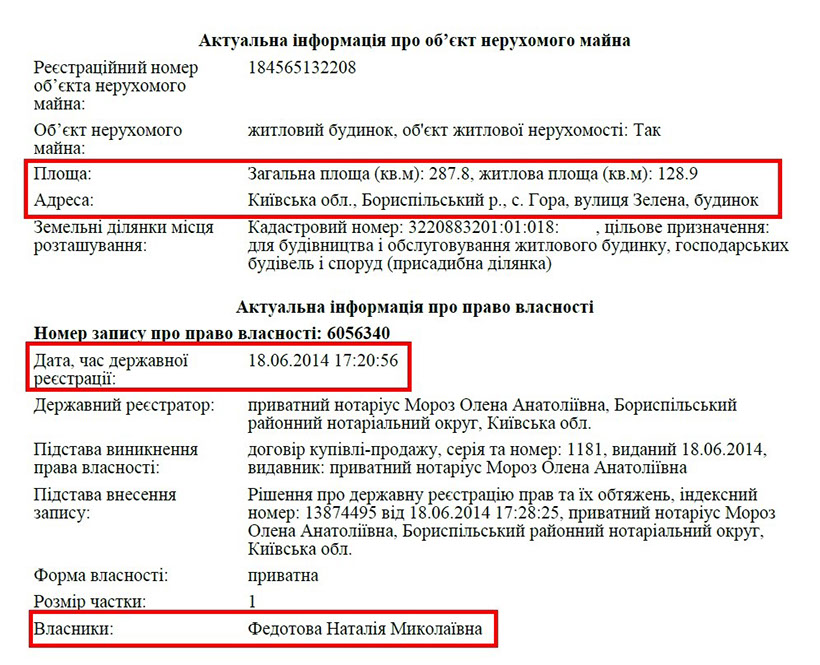 Актуальна інформація про об’єкт нерухомого майна
Реєстраційний номер об’єкта нерухомого майна: 184565132208
Об’єкт нерухомого майна: житловий будинок, об'єкт житлової нерухомості: Так
Площа: Загальна площа (кв.м): 287.8, житлова площа (кв.м): 128.9
Адреса: Київська обл., Бориспільський р., с. Гора, вулиця Зелена, будинок
Земельні ділянки місця розташування: Кадастровий номер: 3220883201:01:018: , цільове призначення:
для будівництва і обслуговування житлового будинку, господарських
будівель і споруд (присадибна ділянка)
Актуальна інформація про право власності
Номер запису про право власності: 6056340
Дата, час державної реєстрації: 18.06.2014 17:20:56
Державний реєстратор: приватний нотаріус Мороз Олена Анатоліївна, Бориспільський
районний нотаріальний округ, Київська обл.
Підстава виникнення права власності: договір купівлі-продажу, серія та номер: 1181, виданий 18.06.2014,
видавник: приватний нотаріус Мороз Олена Анатоліївна
Підстава внесення запису: Рішення про державну реєстрацію прав та їх обтяжень, індексний
номер: 13874495 від 18.06.2014 17:28:25, приватний нотаріус Мороз
Олена Анатоліївна, Бориспільський районний нотаріальний округ,
Київська обл.
Форма власності: приватна
Розмір частки: 1
Власники: Федотова Наталія Миколаївна